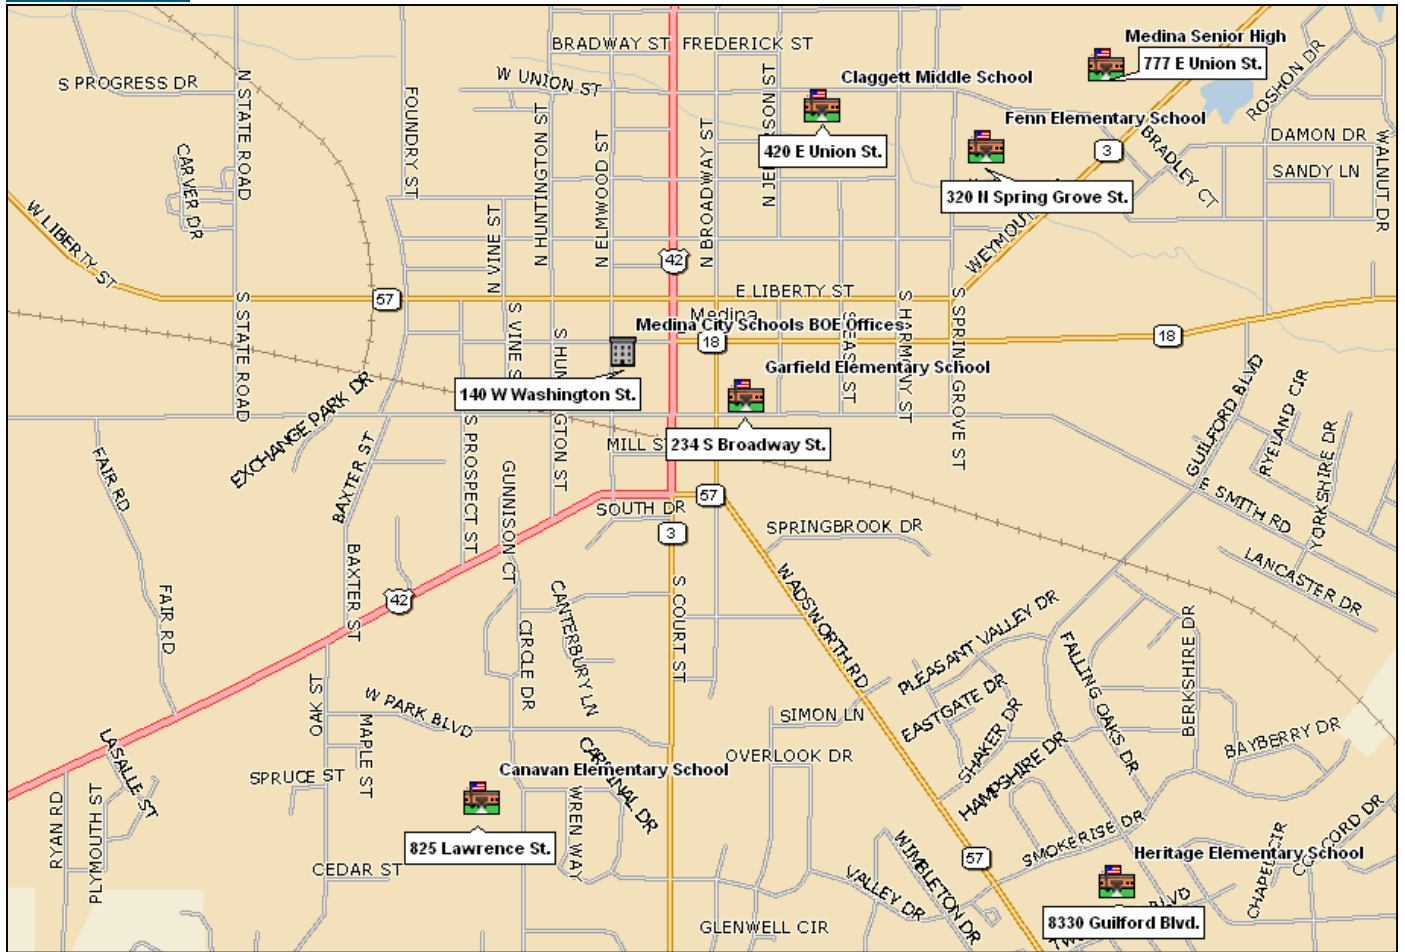 BRADWAY ST
FREDERICK ST
Medina Senior High
777 E Union St.
S PROGRESS DR
W UNION ST
Claggett Middle School
N STATE ROAD
FOUNDRY ST
N HUNTINGTON ST
N ELMWOOD ST
N BROADWAY ST
420 E Union St.
Fenn Elementary School
320 N Spring Grove St.
3
ROSHON DR
BRADLEY CT
DAMON DR
SANDY LN
WALNUT DR
CARVER DR
W LIBERTY ST
N VINE ST
42
57
E LIBERTY ST
Medina
Medina City Schools BOE Offices
18
18
S STATE ROAD
S VINE S
S EAST ST
S HARMONY ST
S SPRING GROVE ST
Garfield Elementary School
140 W Washington St.
234 S Broadway St.
MILL S
EXCHANGE PARK DR
FAIR RD
BAXTER ST
S PROSPECT ST
GUNNISON CT
SOUTH DR
57
3
SPRINGBROOK DR
GUILFORD BLVD
RYELAND CIR
YORKSHIRE DR
E SMITH RD
LANCASTER DR
BAXTER ST
42
FAIR RD
CIRCLE DR
CANTERBURY LN
S COURT ST
WADSWORTH RD
PLEASANT VALLEY DR
EASTGATE DR
SHAKER DR
HAMPSHIRE DR
FALLING OAKS DR
BERKSHIRE DR
BAYBERRY DR
OAK ST
W PARK BLVD
MAPLE ST
SIMON LN
OVERLOOK DR
LASALLE ST
SPRUCE ST
Canavan Elementary School
825 Lawrence St.
CARDINAL DR
WREN WAY
RYAN RD
PLYMOUTH ST
CEDAR ST
VALLEY DR
WIMBLETON DR
57
SMOKERISE DR
Heritage Elementary School
8330 Guilford Blvd.
CHAPEL CIR
GLENWELL CIR